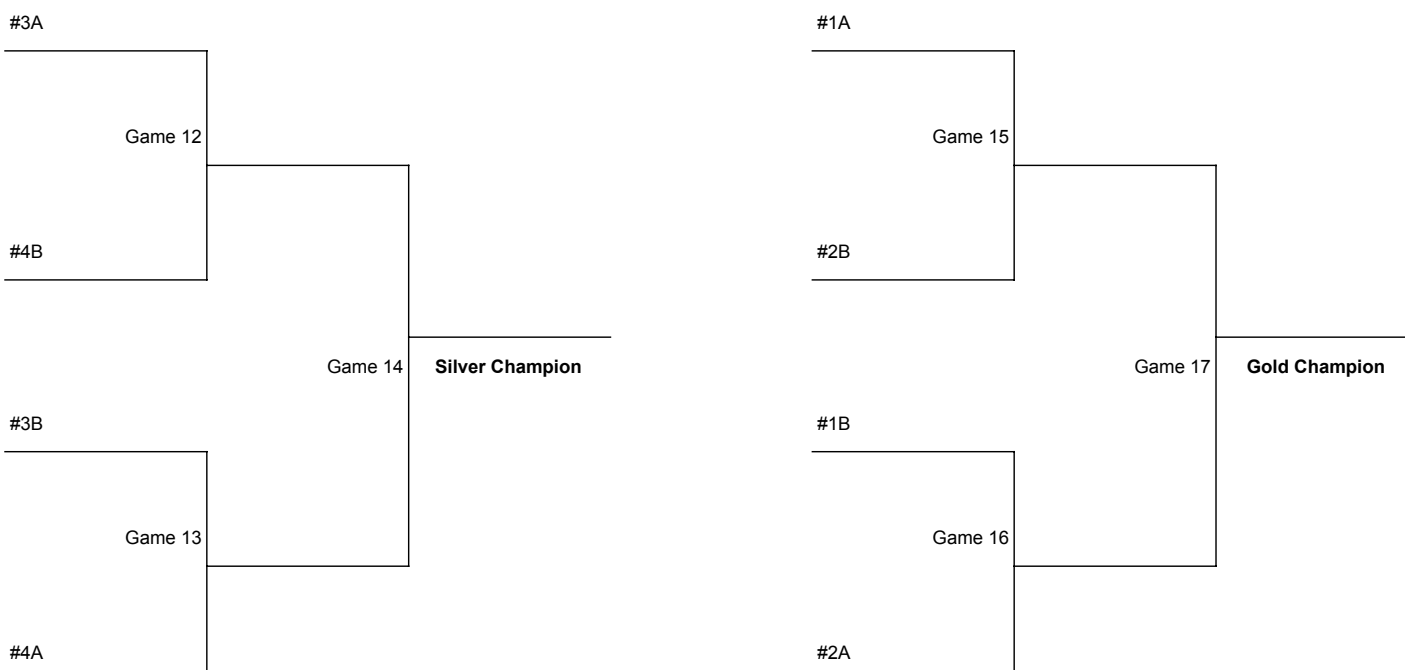 #3A
Game 12
#4B
Game 14
Silver Champion
#3B
Game 13
#4A
#1A
Game 15
#2B
Game 17
Gold Champion
#1B
Game 16
#2A